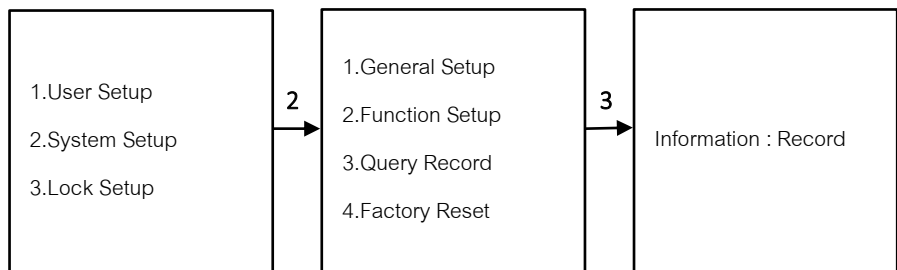 1.User Setup
2.System Setup
3.Lock Setup
2
1.General Setup
2.Function Setup
3.Query Record
4.Factory Reset
3
Information : Record